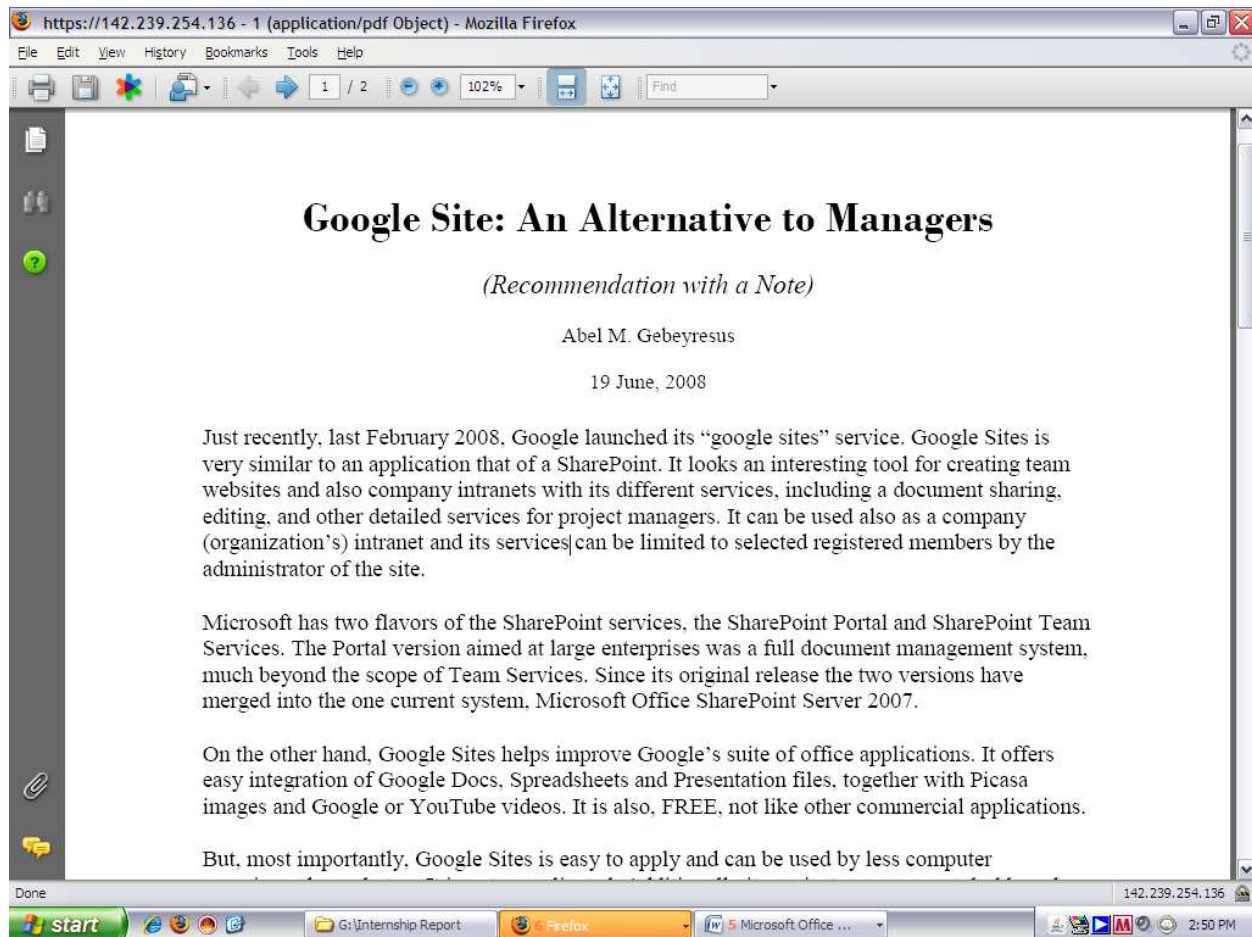 https://142.239.254.136 - 1 (application/pdf Object) - Mozilla Firefox
File Edit View History Bookmarks Tools Help
1 / 2 102% Find
Google Site: An Alternative to Managers
(Recommendation with a Note)
Abel M. Gebeyresus
19 June, 2008
Just recently, last February 2008, Google launched its “google sites” service. Google Sites is
very similar to an application that of a SharePoint. It looks an interesting tool for creating team
websites and also company intranets with its different services, including a document sharing,
editing, and other detailed services for project managers. It can be used also as a company
(organization’s) intranet and its services can be limited to selected registered members by the
administrator of the site.
Microsoft has two flavors of the SharePoint services, the SharePoint Portal and SharePoint Team
Services. The Portal version aimed at large enterprises was a full document management system,
much beyond the scope of Team Services. Since its original release the two versions have
merged into the one current system, Microsoft Office SharePoint Server 2007.
On the other hand, Google Sites helps improve Google’s suite of office applications. It offers
easy integration of Google Docs, Spreadsheets and Presentation files, together with Picasa
images and Google or YouTube videos. It is also, FREE, not like other commercial applications.
But, most importantly, Google Sites is easy to apply and can be used by less computer
Done 142.239.254.136
start G:\Internship Report 6 Firefox 5 Microsoft Office ... 2:50 PM